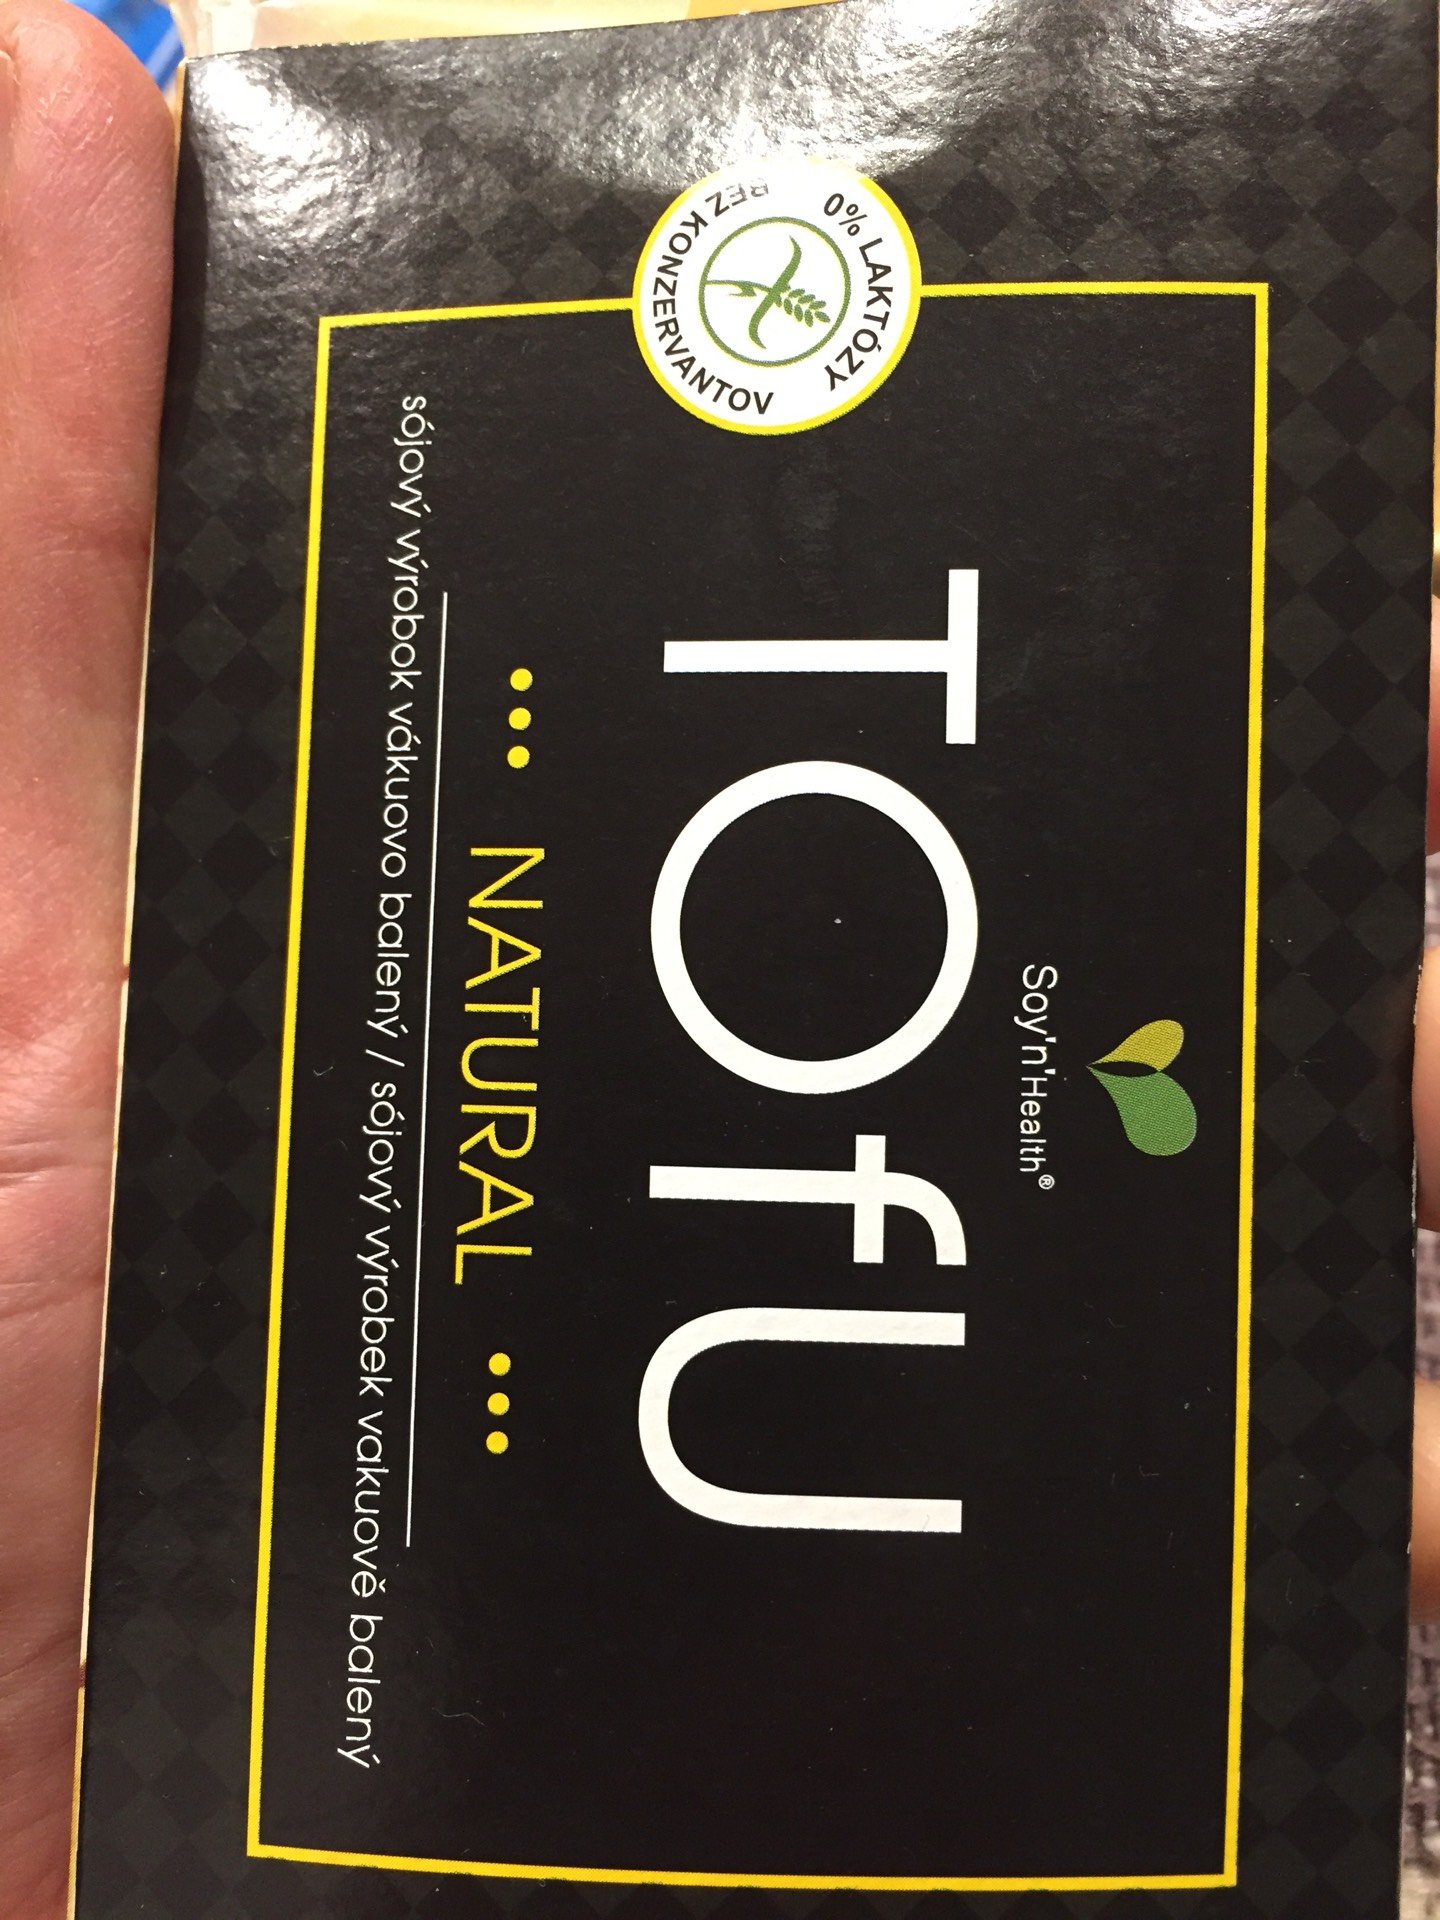 Soy'n'Health®
TOfU
••• NATURAL •••
sójový výrobok vákuovo balený / sójový výrobek vakuově balený
0% LAKTÓZY
BEZ KONZERVANTOV